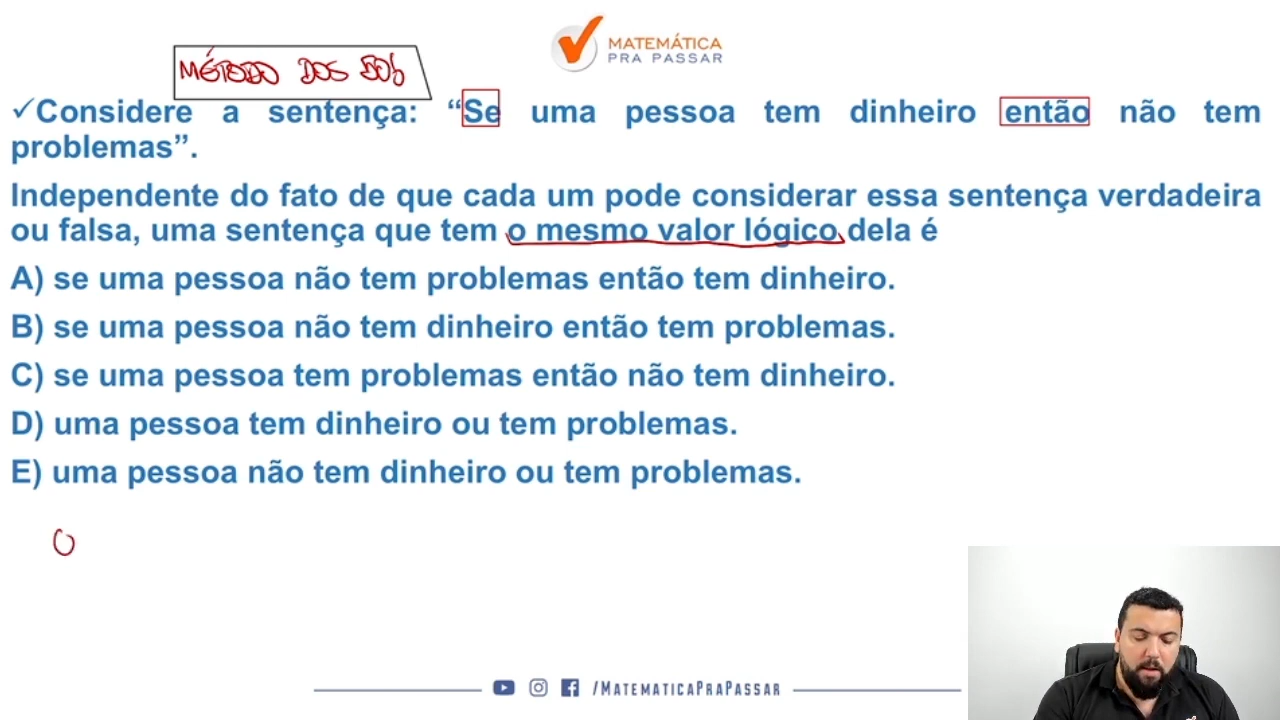 MATEMÁTICA
PRA PASSAR
MÉTODO DOS 50%
✓Considere a sentença: “Se uma pessoa tem dinheiro então não tem
problemas”.
Independente do fato de que cada um pode considerar essa sentença verdadeira
ou falsa, uma sentença que tem o mesmo valor lógico dela é
A) se uma pessoa não tem problemas então tem dinheiro.
B) se uma pessoa não tem dinheiro então tem problemas.
C) se uma pessoa tem problemas então não tem dinheiro.
D) uma pessoa tem dinheiro ou tem problemas.
E) uma pessoa não tem dinheiro ou tem problemas.
/MATEMATICAPRAPASSAR